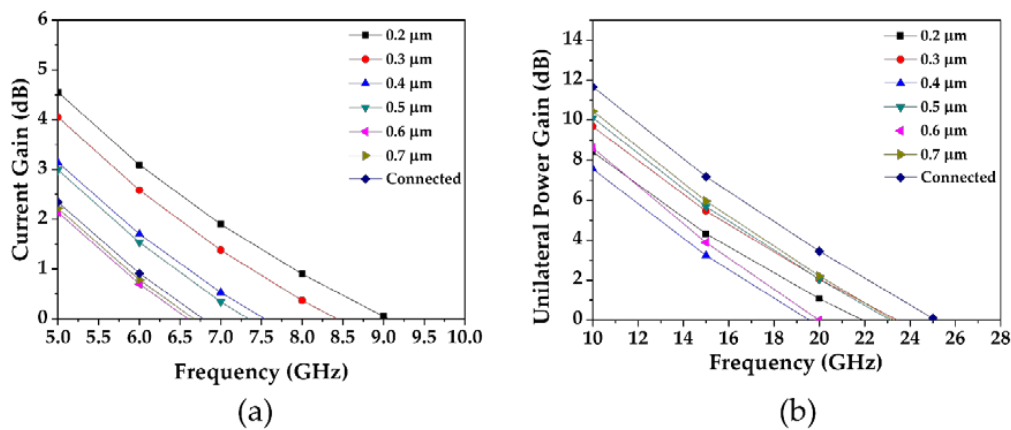 6
5
4
3
2
1
0
Current Gain (dB)
0.2 μm
0.3 μm
0.4 μm
0.5 μm
0.6 μm
0.7 μm
Connected
5.0 5.5 6.0 6.5 7.0 7.5 8.0 8.5 9.0 9.5 10.0
Frequency (GHz)
(a)
14
12
10
8
6
4
2
0
Unilateral Power Gain (dB)
0.2 μm
0.3 μm
0.4 μm
0.5 μm
0.6 μm
0.7 μm
Connected
10 12 14 16 18 20 22 24 26 28
Frequency (GHz)
(b)